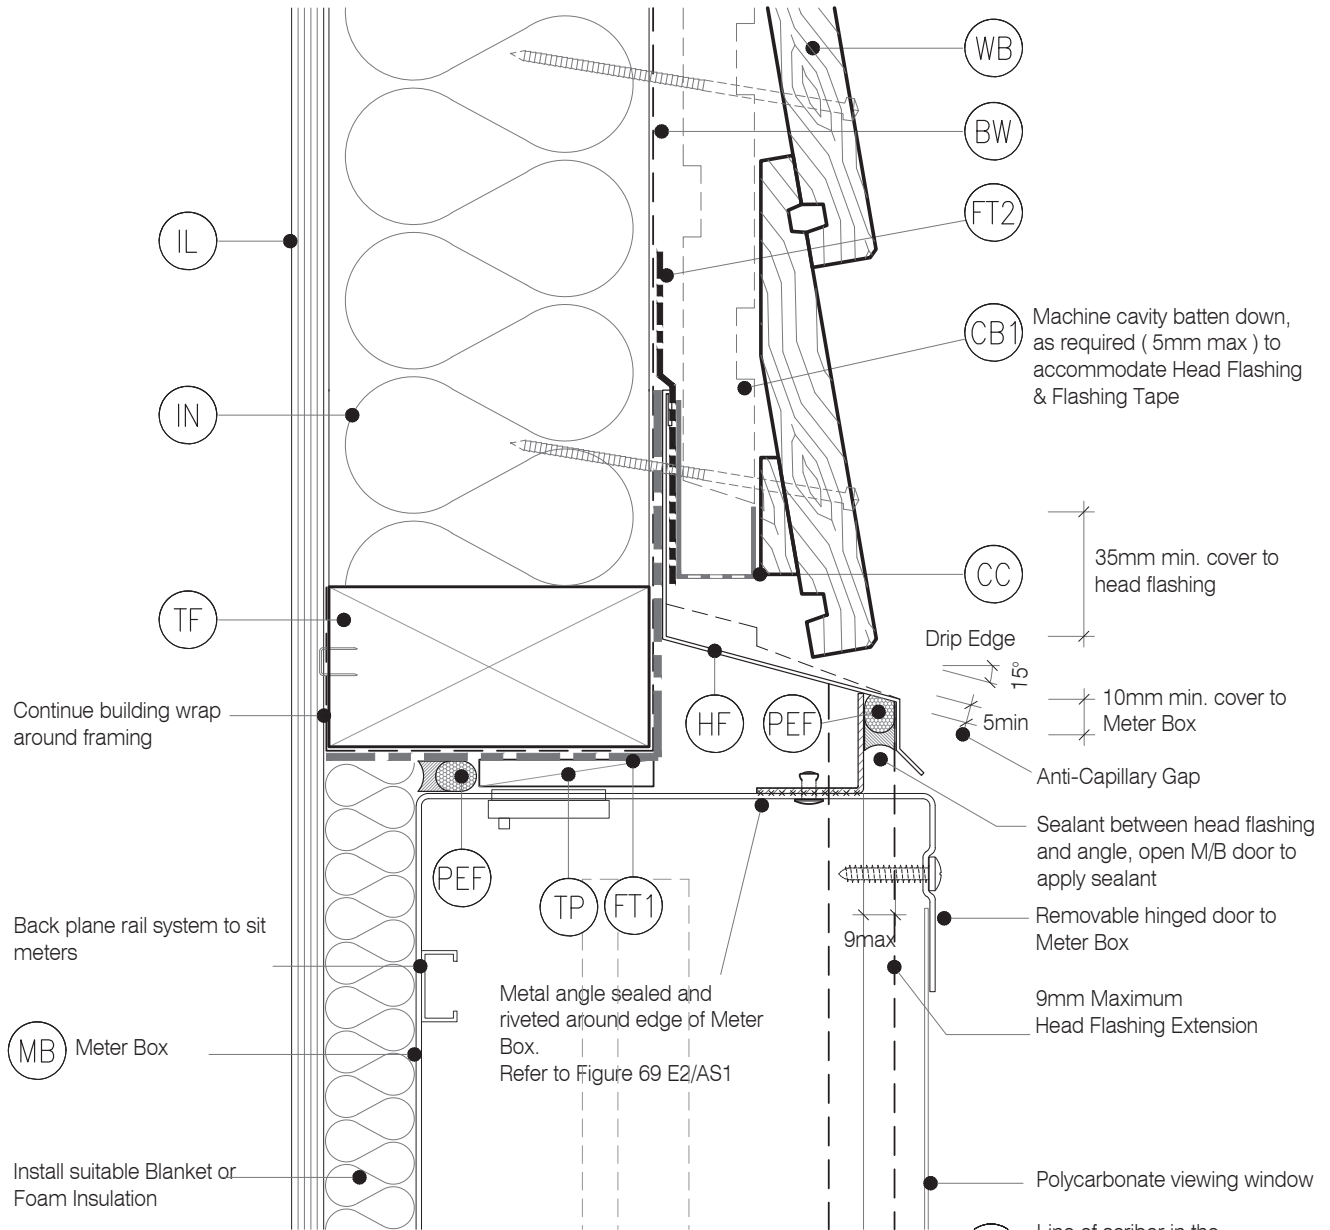 WB
BW
FT2
IL
CB1
Machine cavity batten down,
as required ( 5mm max ) to
accommodate Head Flashing
& Flashing Tape
IN
CC
35mm min. cover to
head flashing
TF
Drip Edge
15°
Continue building wrap
around framing
HF
PEF
5min
10mm min. cover to
Meter Box
Anti-Capillary Gap
Sealant between head flashing
and angle, open M/B door to
apply sealant
PEF
TP
FT1
Back plane rail system to sit
meters
9max
Removable hinged door to
Meter Box
Metal angle sealed and
riveted around edge of Meter
Box.
Refer to Figure 69 E2/AS1
9mm Maximum
Head Flashing Extension
MB
Meter Box
Install suitable Blanket or
Foam Insulation
Polycarbonate viewing window
Line of scriber in the